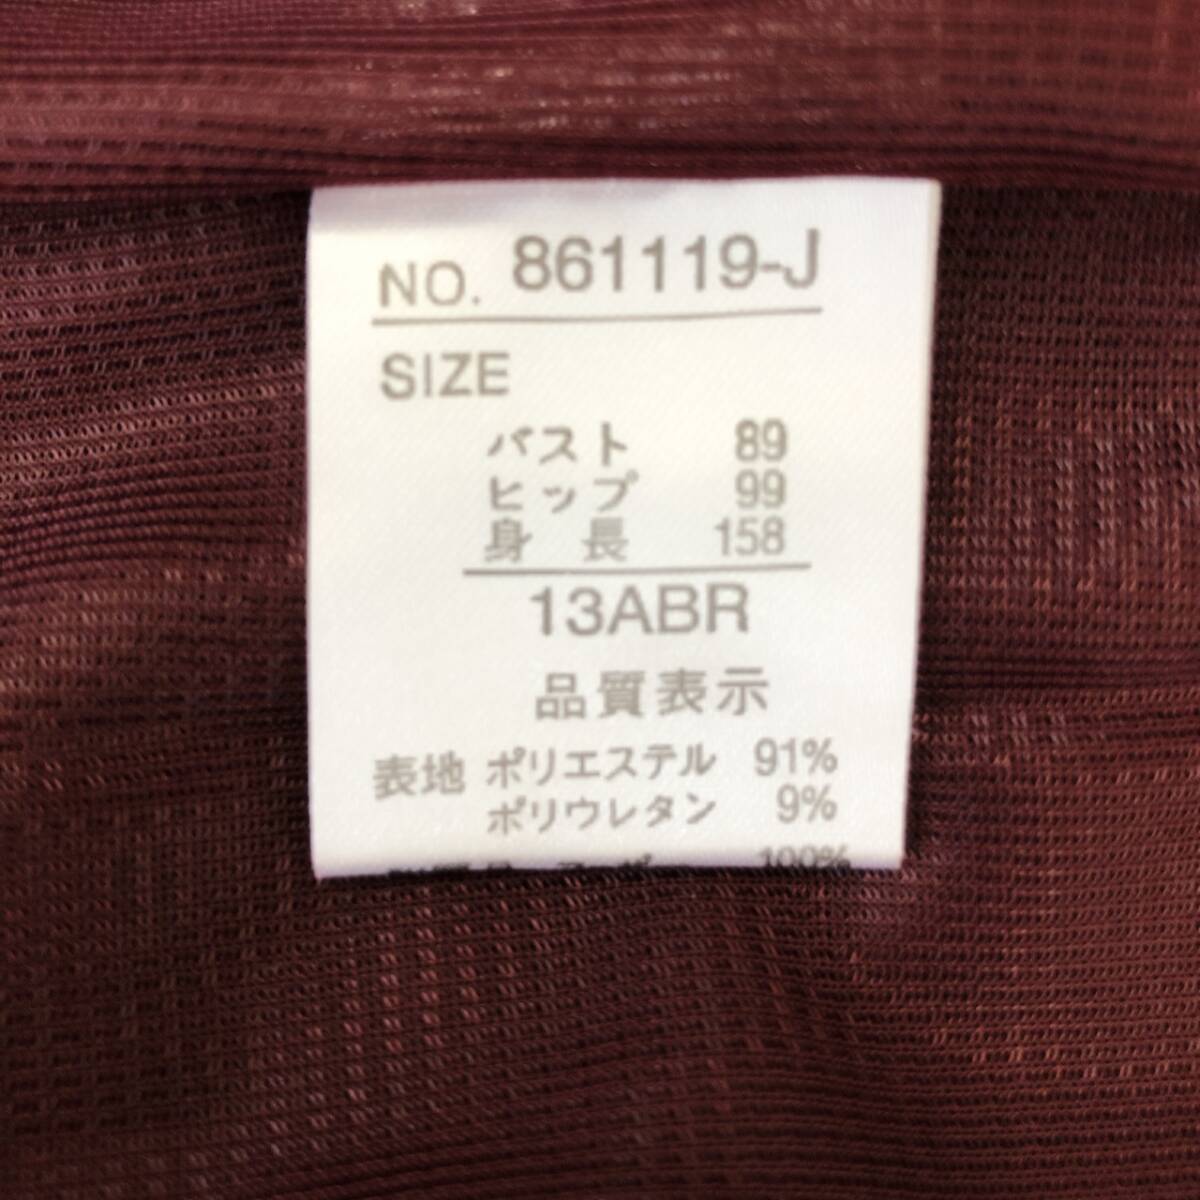 NO. 861119-J
SIZE
バスト 89
ヒップ 99
身長 158
13ABR
品質表示
表地 ポリエステル 91%
ポリウレタン 9%
100%